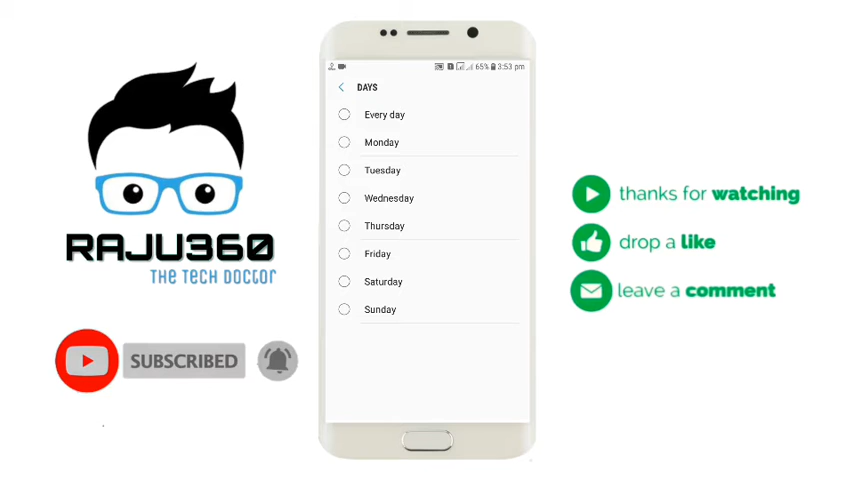 RAJU360
THE TECH DOCTOR
SUBSCRIBED
65% 3:53 pm
DAYS
Every day
Monday
Tuesday
Wednesday
Thursday
Friday
Saturday
Sunday
thanks for watching
drop a like
leave a comment